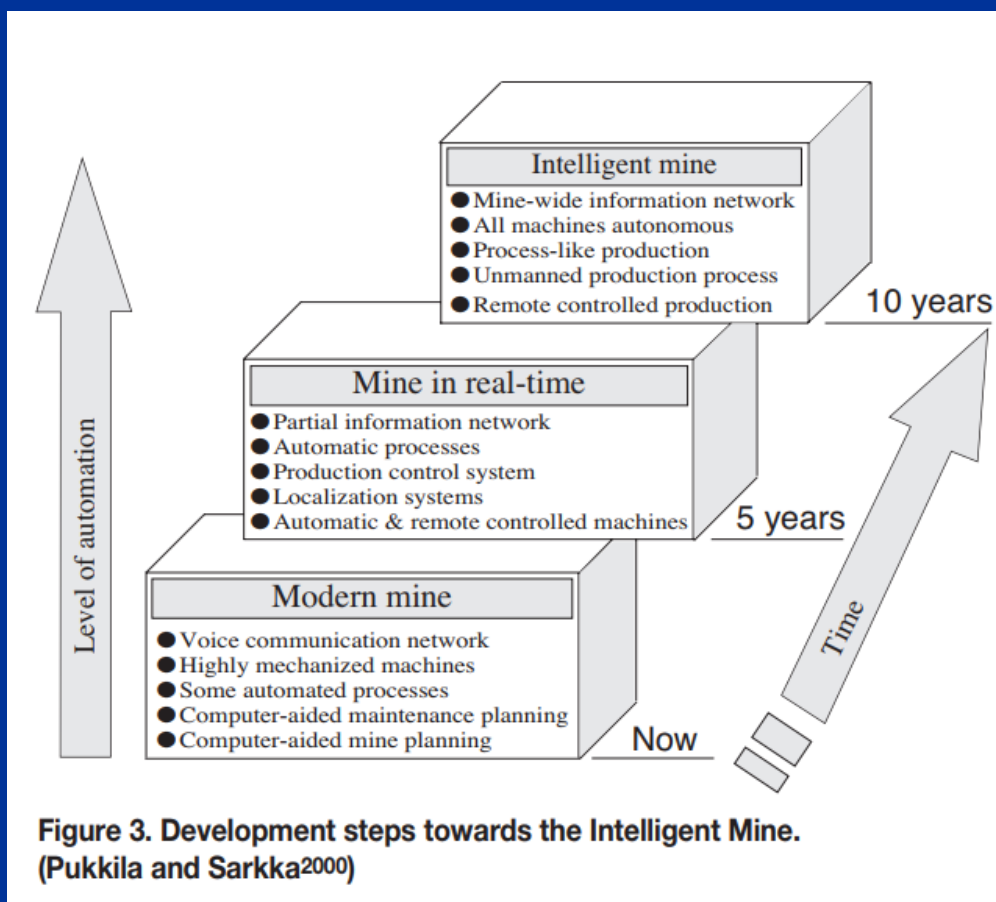 Intelligent mine
● Mine-wide information network
● All machines autonomous
● Process-like production
● Unmanned production process
● Remote controlled production
10 years
Mine in real-time
● Partial information network
● Automatic processes
● Production control system
● Localization systems
● Automatic & remote controlled machines
5 years
Modern mine
● Voice communication network
● Highly mechanized machines
● Some automated processes
● Computer-aided maintenance planning
● Computer-aided mine planning
Now
Level of automation
Time
Figure 3. Development steps towards the Intelligent Mine.
(Pukkila and Sarkka2000)